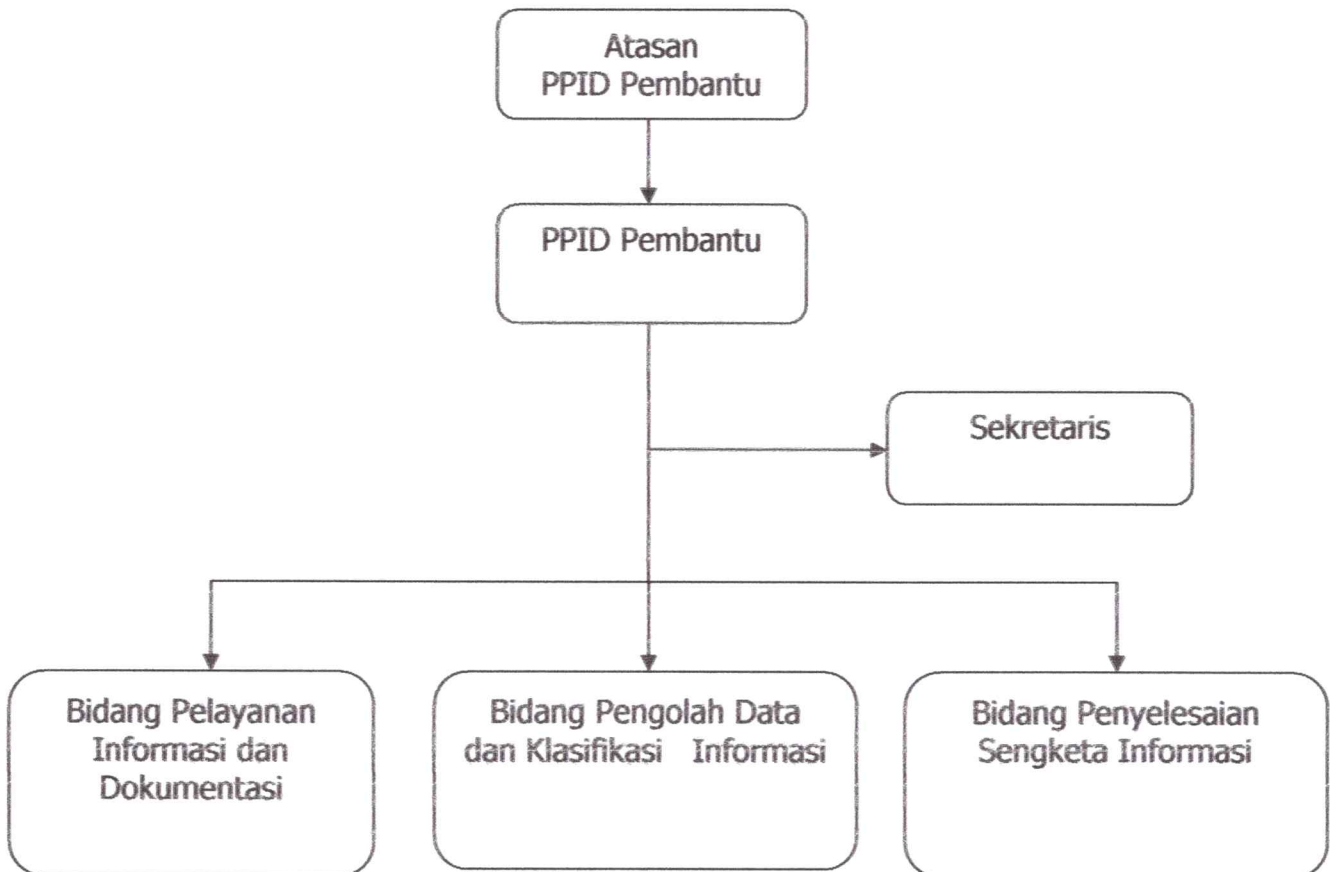 Atasan
PPID Pembantu
PPID Pembantu
Sekretaris
Bidang Pelayanan
Informasi dan
Dokumentasi
Bidang Pengolah Data
dan Klasifikasi Informasi
Bidang Penyelesaian
Sengketa Informasi